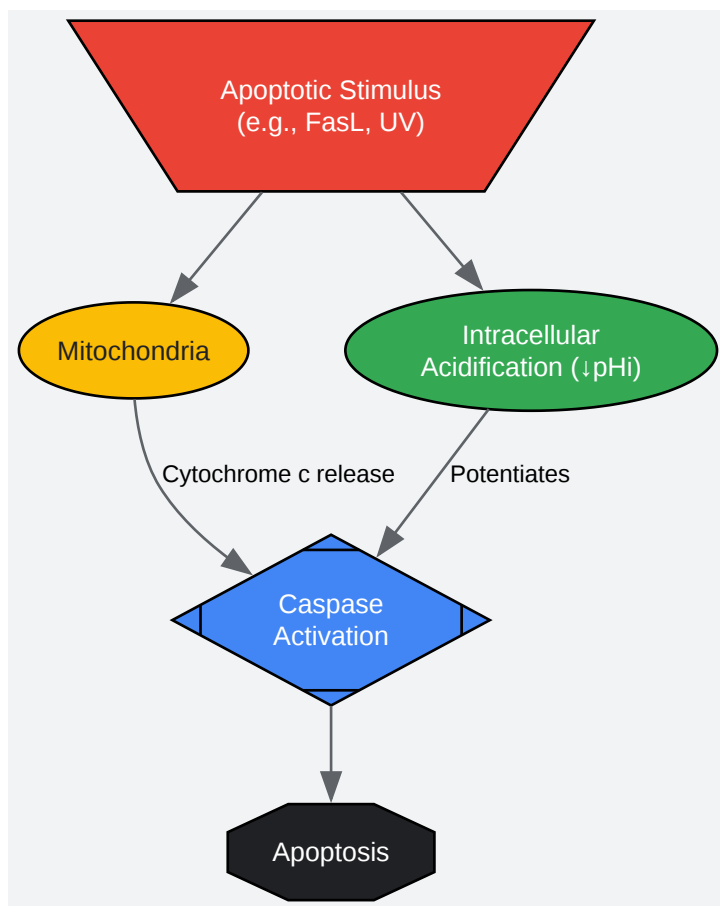 Apoptotic Stimulus
(e.g., FasL, UV)
Mitochondria
Intracellular
Acidification (↓pHi)
Cytochrome c release
Potentiates
Caspase
Activation
Apoptosis